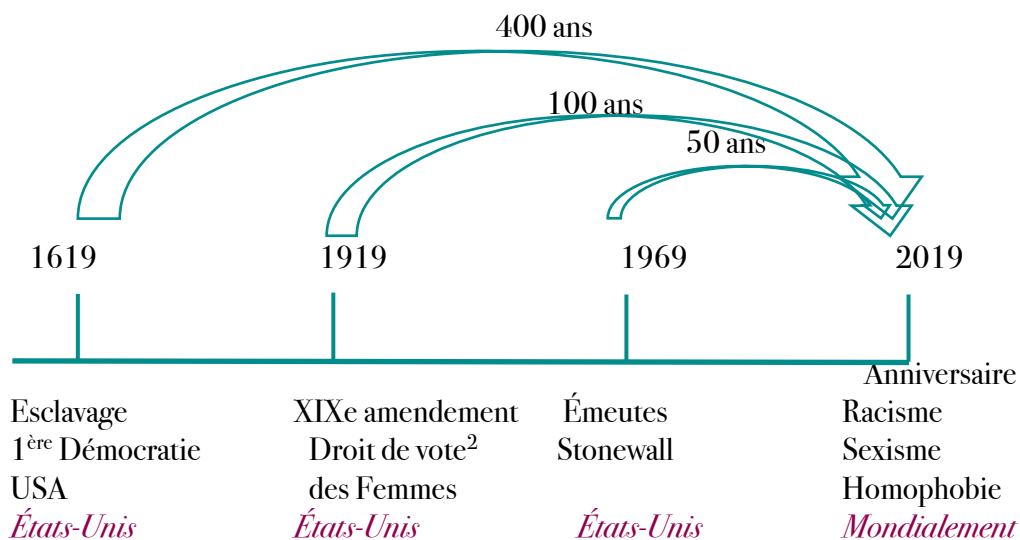 400 ans
100 ans
50 ans
1619
1919
1969
2019
Esclavage
1ère Démocratie
USA
États-Unis
XIXe amendement
Droit de vote2
des Femmes
États-Unis
Émeutes
Stonewall
États-Unis
Anniversaire
Racisme
Sexisme
Homophobie
Mondialement